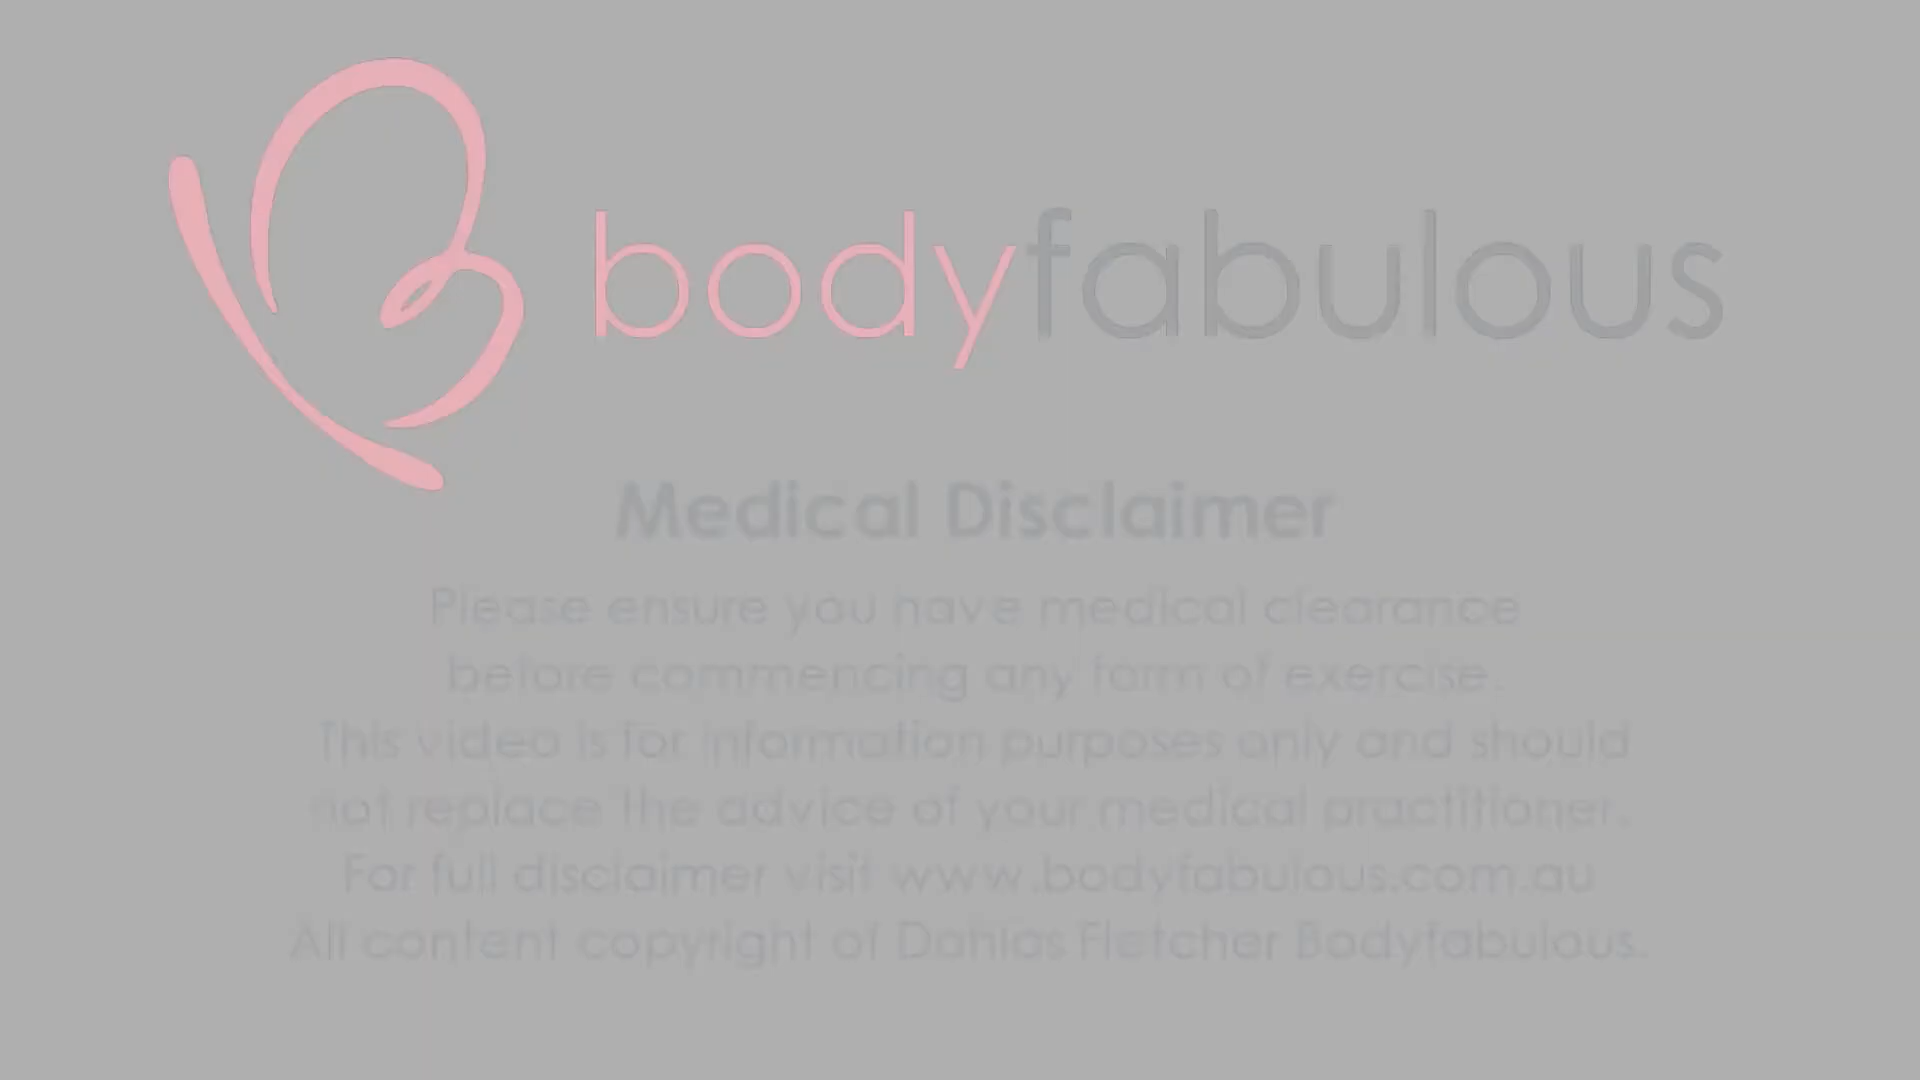 bodyfabulous
Medical Disclaimer
Please ensure you have medical clearance
before commencing any form of exercise.
This video is for information purposes only and should
not replace the advice of your medical practitioner.
For full disclaimer visit www.bodyfabulous.com.au
All content copyright of Dahlas Fletcher Bodyfabulous.